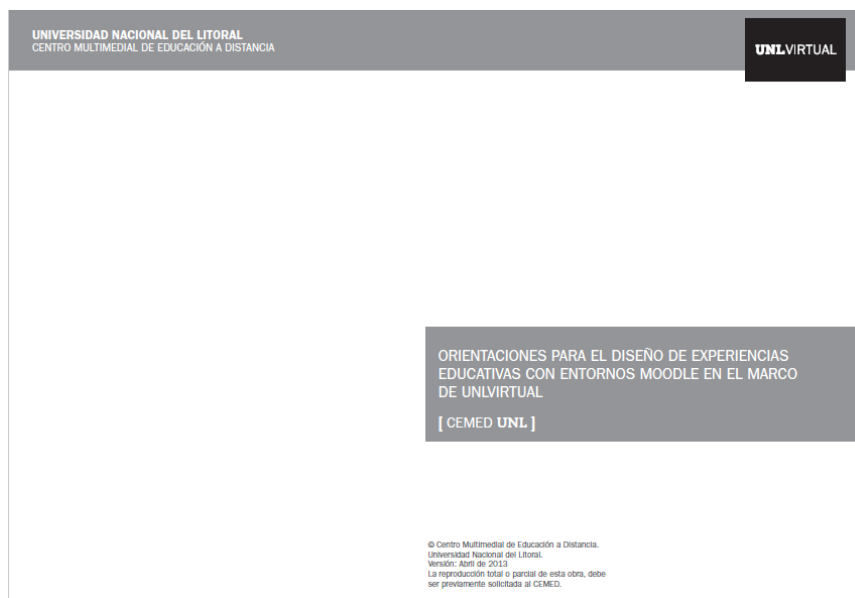 UNIVERSIDAD NACIONAL DEL LITORAL
CENTRO MULTIMEDIAL DE EDUCACIÓN A DISTANCIA
UNLVIRTUAL
ORIENTACIONES PARA EL DISEÑO DE EXPERIENCIAS
EDUCATIVAS CON ENTORNOS MOODLE EN EL MARCO
DE UNLVIRTUAL
[ CEMED UNL ]
© Centro Multimedial de Educación a Distancia.
Universidad Nacional del Litoral.
Versión: Abril de 2013
La reproducción total o parcial de esta obra, debe
ser previamente solicitada al CEMED.